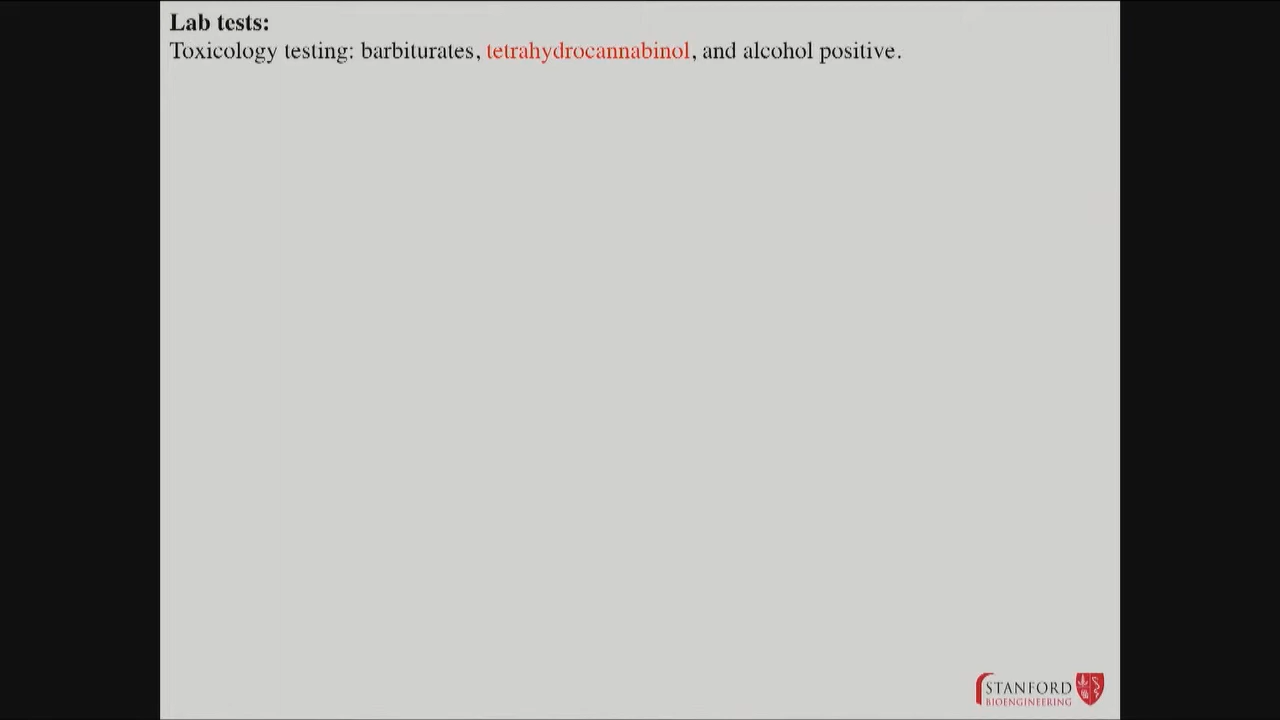 Lab tests:
Toxicology testing: barbiturates, tetrahydrocannabinol, and alcohol positive.
STANFORD
BIOENGINEERING